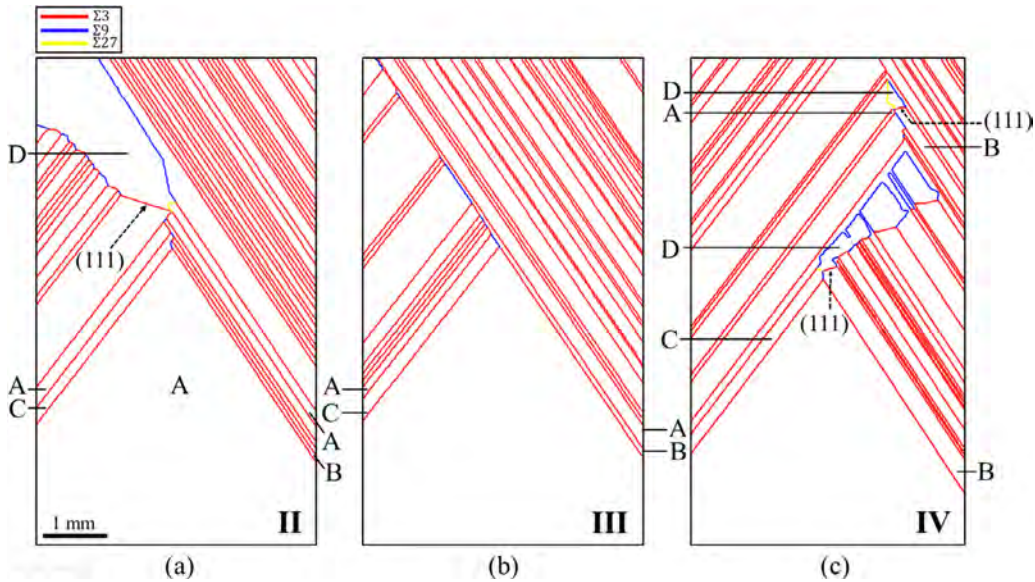 Σ3
Σ9
Σ27
D
(111)
A
C
A
A
B
1 mm
II
(a)
A
C
A
B
III
(b)
D
A
(111)
B
D
(111)
C
B
IV
(c)